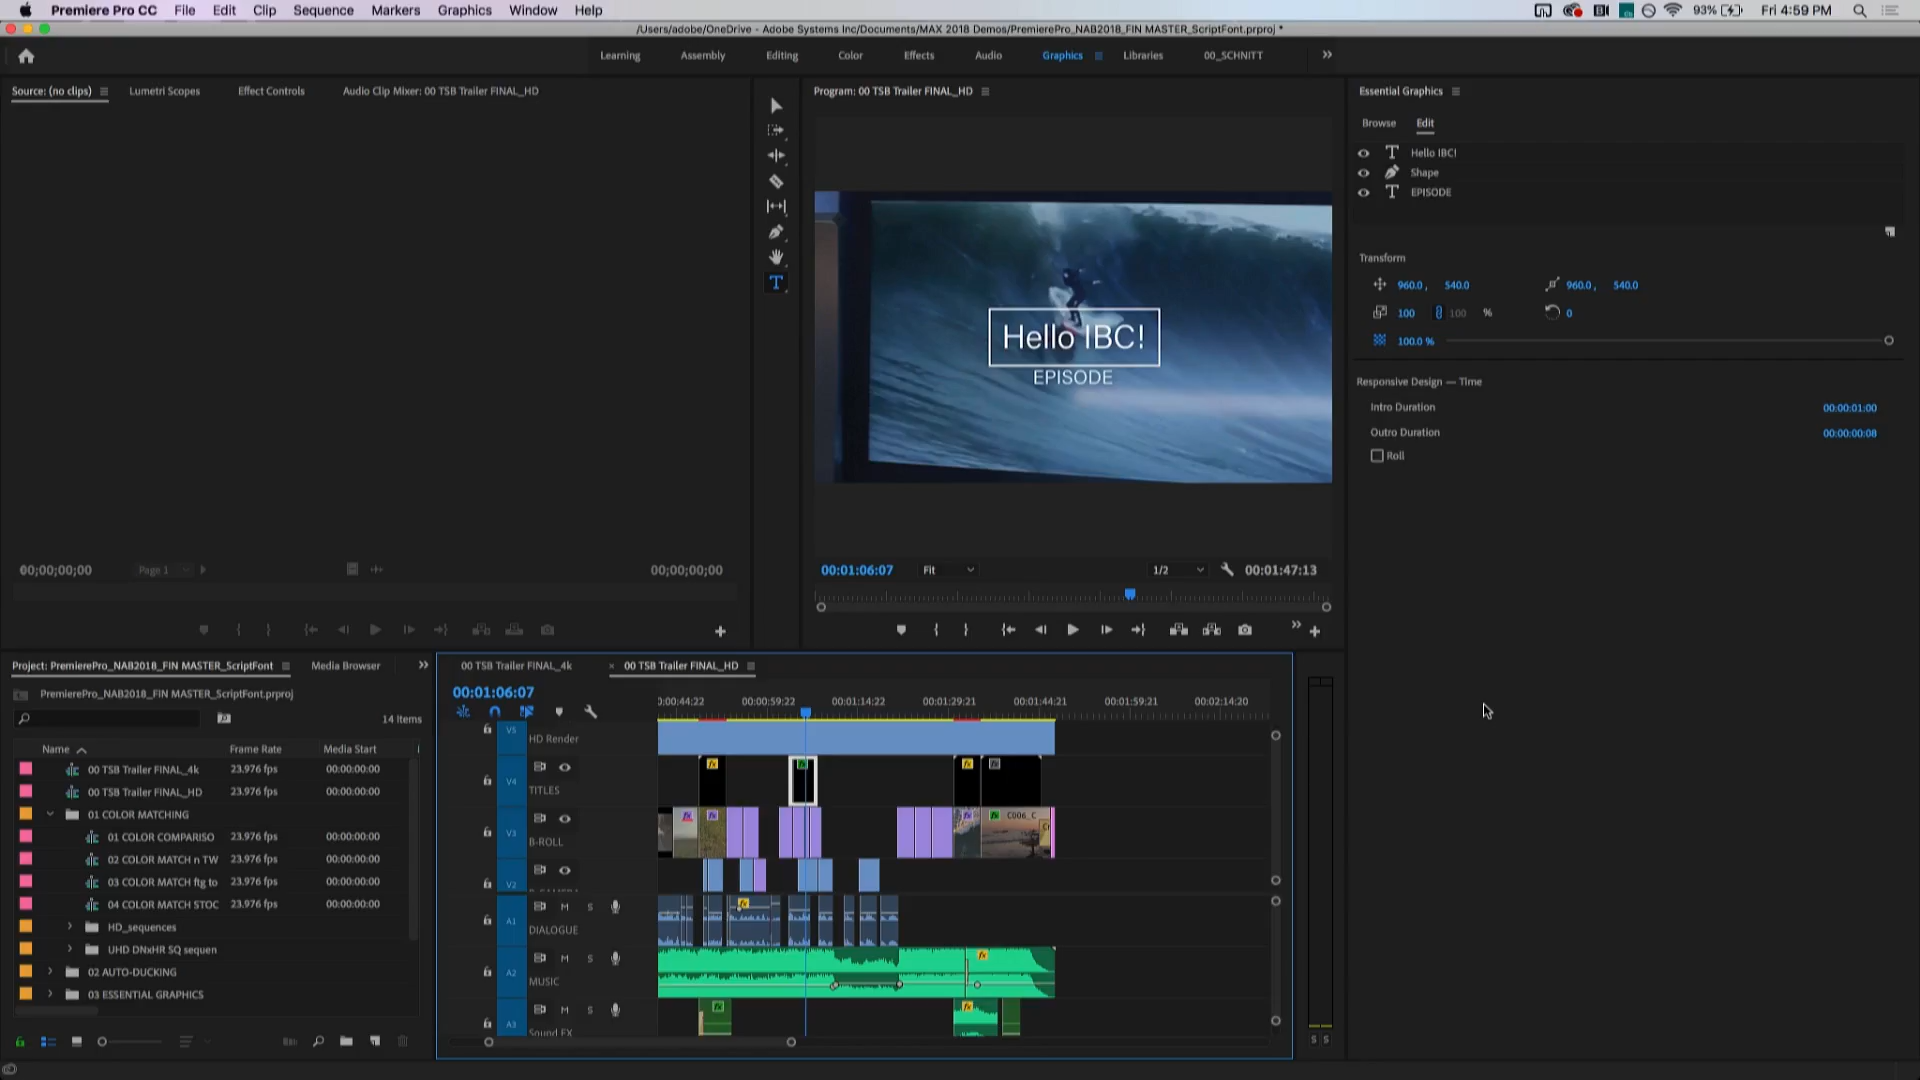 Premiere Pro CC File Edit Clip Sequence Markers Graphics Window Help 93% Fri 4:59 PM
/Users/adobe/OneDrive - Adobe Systems Inc/Documents/MAX 2018 Demos/PremierePro_NAB2018_FIN MASTER_ScriptFont.prproj *
Learning Assembly Editing Color Effects Audio Graphics Libraries 00_SCHNITT
Source: (no clips) Lumetri Scopes Effect Controls Audio Clip Mixer: 00 TSB Trailer FINAL_HD
Program: 00 TSB Trailer FINAL_HD
Essential Graphics
Browse Edit
Hello IBC!
Shape
EPISODE
Transform
960.0, 540.0 960.0, 540.0
100 100 % 0
100.0 %
Responsive Design — Time
Intro Duration 00:00:01:00
Outro Duration 00:00:00:08
Roll
Hello IBC!
EPISODE
00;00;00;00 Page 1 00;00;00;00
00:01:06:07 Fit 1/2 00:01:47:13
Project: PremierePro_NAB2018_FIN MASTER_ScriptFont Media Browser
PremierePro_NAB2018_FIN MASTER_ScriptFont.prproj
14 Items
Name Frame Rate Media Start
00 TSB Trailer FINAL_4k 23.976 fps 00:00:00:00
00 TSB Trailer FINAL_HD 23.976 fps 00:00:00:00
01 COLOR MATCHING
01 COLOR COMPARISO 23.976 fps 00:00:00:00
02 COLOR MATCH n TW 23.976 fps 00:00:00:00
03 COLOR MATCH ftg to 23.976 fps 00:00:00:00
04 COLOR MATCH STOC 23.976 fps 00:00:00:00
HD_sequences
UHD DNxHR SQ sequen
02 AUTO-DUCKING
03 ESSENTIAL GRAPHICS
00 TSB Trailer FINAL_4k × 00 TSB Trailer FINAL_HD
00:01:06:07
0:00:44:22 00:00:59:22 00:01:14:22 00:01:29:21 00:01:44:21 00:01:59:21 00:02:14:20
V5 HD Render
V4 TITLES
V3 B-ROLL
C006_C
V2
A1 M S
DIALOGUE
A2 M S
MUSIC
A3 M S
Sound FX
S S